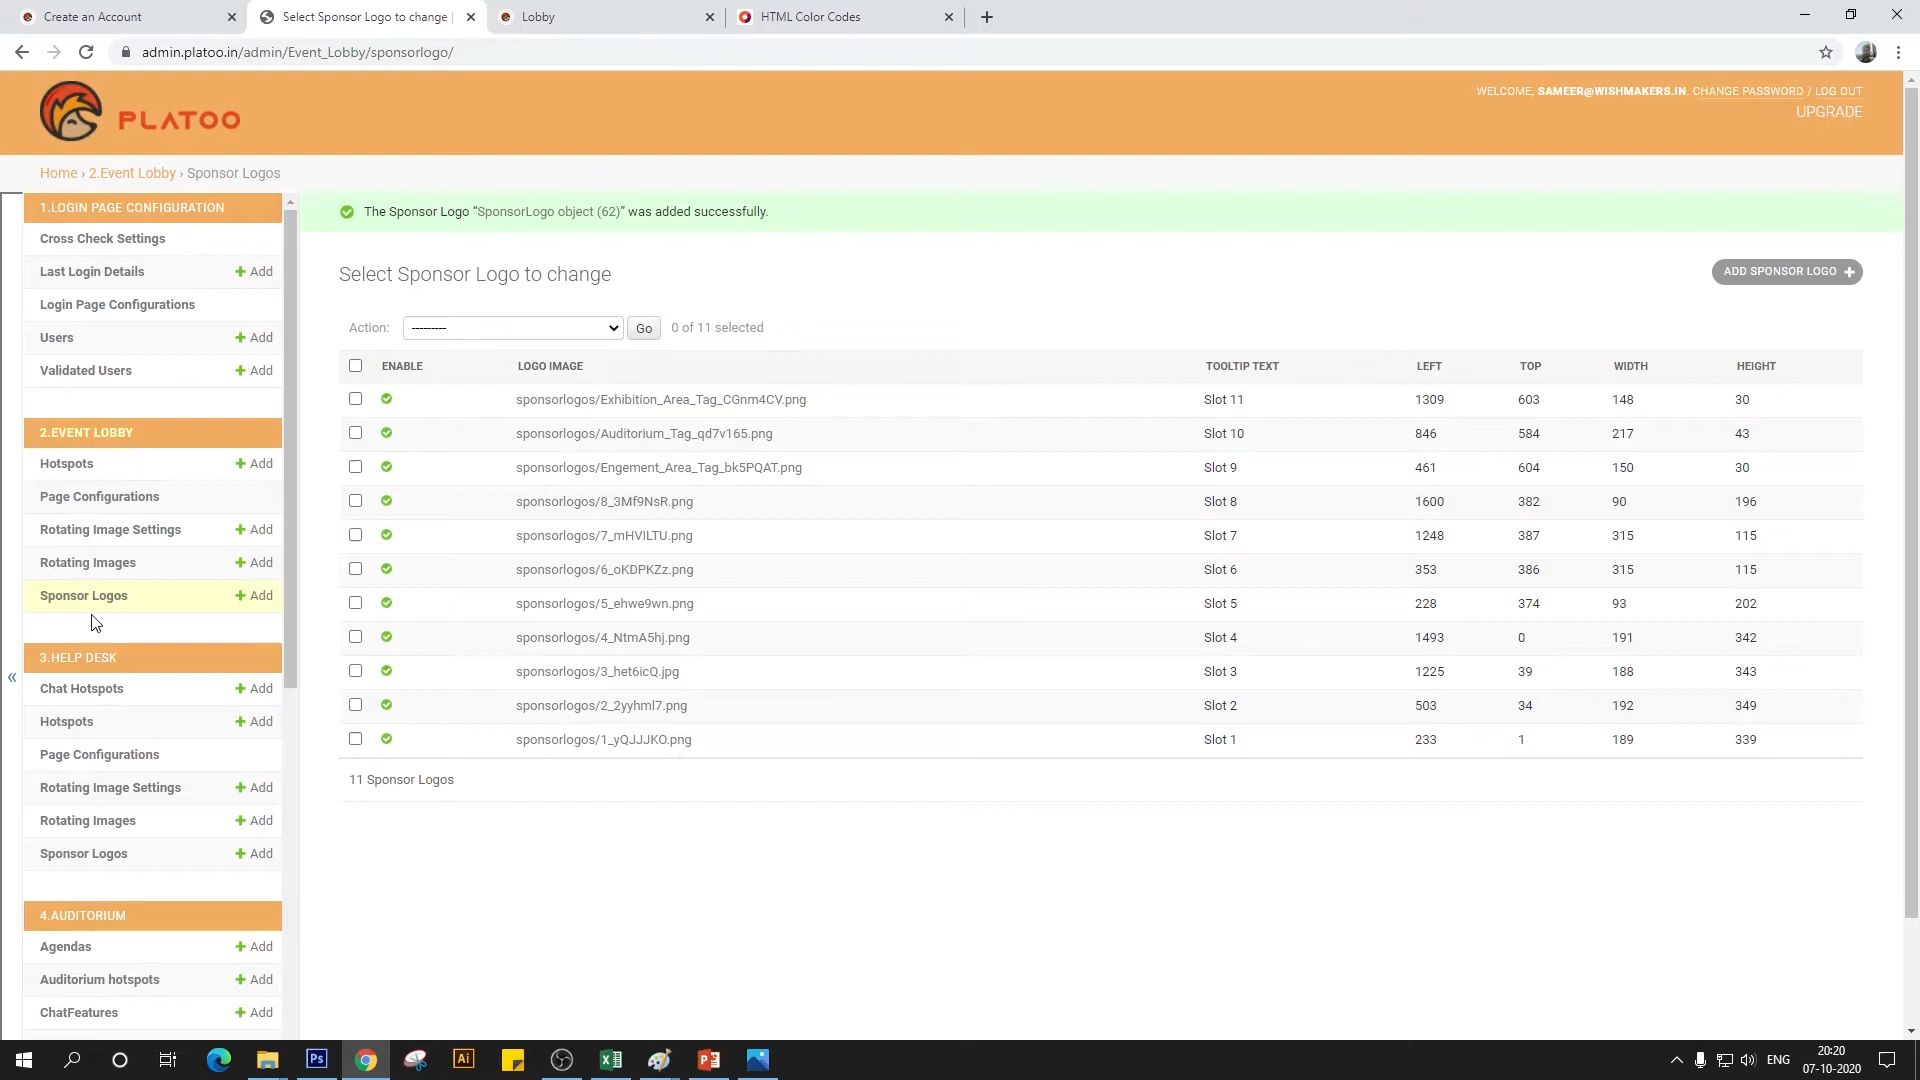 Create an Account
Select Sponsor Logo to change |
Lobby
HTML Color Codes
admin.platoo.in/admin/Event_Lobby/sponsorlogo/
PLATOO
WELCOME, SAMEER@WISHMAKERS.IN. CHANGE PASSWORD / LOG OUT
UPGRADE
Home › 2.Event Lobby › Sponsor Logos
1.LOGIN PAGE CONFIGURATION
Cross Check Settings
Last Login Details Add
Login Page Configurations
Users Add
Validated Users Add
2.EVENT LOBBY
Hotspots Add
Page Configurations
Rotating Image Settings Add
Rotating Images Add
Sponsor Logos Add
3.HELP DESK
Chat Hotspots Add
Hotspots Add
Page Configurations
Rotating Image Settings Add
Rotating Images Add
Sponsor Logos Add
4.AUDITORIUM
Agendas Add
Auditorium hotspots Add
ChatFeatures Add
«
The Sponsor Logo “SponsorLogo object (62)” was added successfully.
Select Sponsor Logo to change
ADD SPONSOR LOGO +
Action: --------- Go 0 of 11 selected
ENABLE LOGO IMAGE TOOLTIP TEXT LEFT TOP WIDTH HEIGHT
sponsorlogos/Exhibition_Area_Tag_CGnm4CV.png Slot 11 1309 603 148 30
sponsorlogos/Auditorium_Tag_qd7v165.png Slot 10 846 584 217 43
sponsorlogos/Engement_Area_Tag_bk5PQAT.png Slot 9 461 604 150 30
sponsorlogos/8_3Mf9NsR.png Slot 8 1600 382 90 196
sponsorlogos/7_mHVILTU.png Slot 7 1248 387 315 115
sponsorlogos/6_oKDPKZz.png Slot 6 353 386 315 115
sponsorlogos/5_ehwe9wn.png Slot 5 228 374 93 202
sponsorlogos/4_NtmA5hj.png Slot 4 1493 0 191 342
sponsorlogos/3_het6icQ.jpg Slot 3 1225 39 188 343
sponsorlogos/2_2yyhml7.png Slot 2 503 34 192 349
sponsorlogos/1_yQJJJKO.png Slot 1 233 1 189 339
11 Sponsor Logos
Ps
Ai
ENG
20:20
07-10-2020